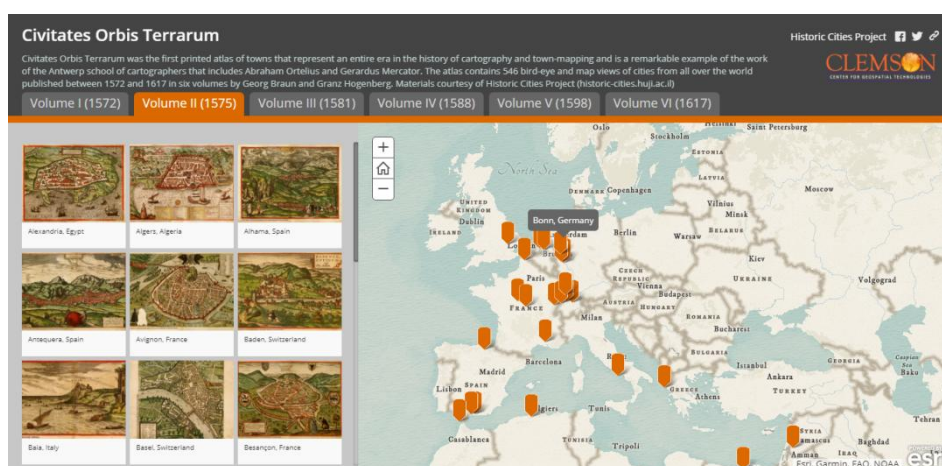 Civitates Orbis Terrarum
Historic Cities Project
Civitates Orbis Terrarum was the first printed atlas of towns that represent an entire era in the history of cartography and town-mapping and is a remarkable example of the work
of the Antwerp school of cartographers that includes Abraham Ortelius and Gerardus Mercator. The atlas contains 546 bird-eye and map views of cities from all over the world
published between 1572 and 1617 in six volumes by Georg Braun and Granz Hogenberg. Materials courtesy of Historic Cities Project (historic-cities.huji.ac.il)
CLEMSON
CENTER FOR GEOSPATIAL TECHNOLOGIES
Volume I (1572)
Volume II (1575)
Volume III (1581)
Volume IV (1588)
Volume V (1598)
Volume VI (1617)
Alexandria, Egypt
Algers, Algeria
Alhama, Spain
Antequera, Spain
Avignon, France
Baden, Switzerland
Baia, Italy
Basel, Switzerland
Besançon, France
+
−
Oslo
Helsinki
Saint Petersburg
Stockholm
ESTONIA
North Sea
LATVIA
DENMARK
Copenhagen
Moscow
UNITED
KINGDOM
Vilnius
Minsk
Dublin
IRELAND
Bonn, Germany
Berlin
Warsaw
BELARUS
Kiev
Paris
CZECH
REPUBLIC
UKRAINE
Volgograd
Vienna
Budapest
FRANCE
AUSTRIA
HUNGARY
Milan
ROMANIA
Bucharest
BULGARIA
Barcelona
Madrid
Istanbul
GEORGIA
Caspian
Sea
Baku
Ankara
Lisbon
SPAIN
GREECE
Athens
TURKEY
Algiers
Tunis
Tehran
SYRIA
Damascus
Baghdad
Casablanca
TUNISIA
Tripoli
Amman
IRAQ
Esri, Garmin, FAO, NOAA
esri